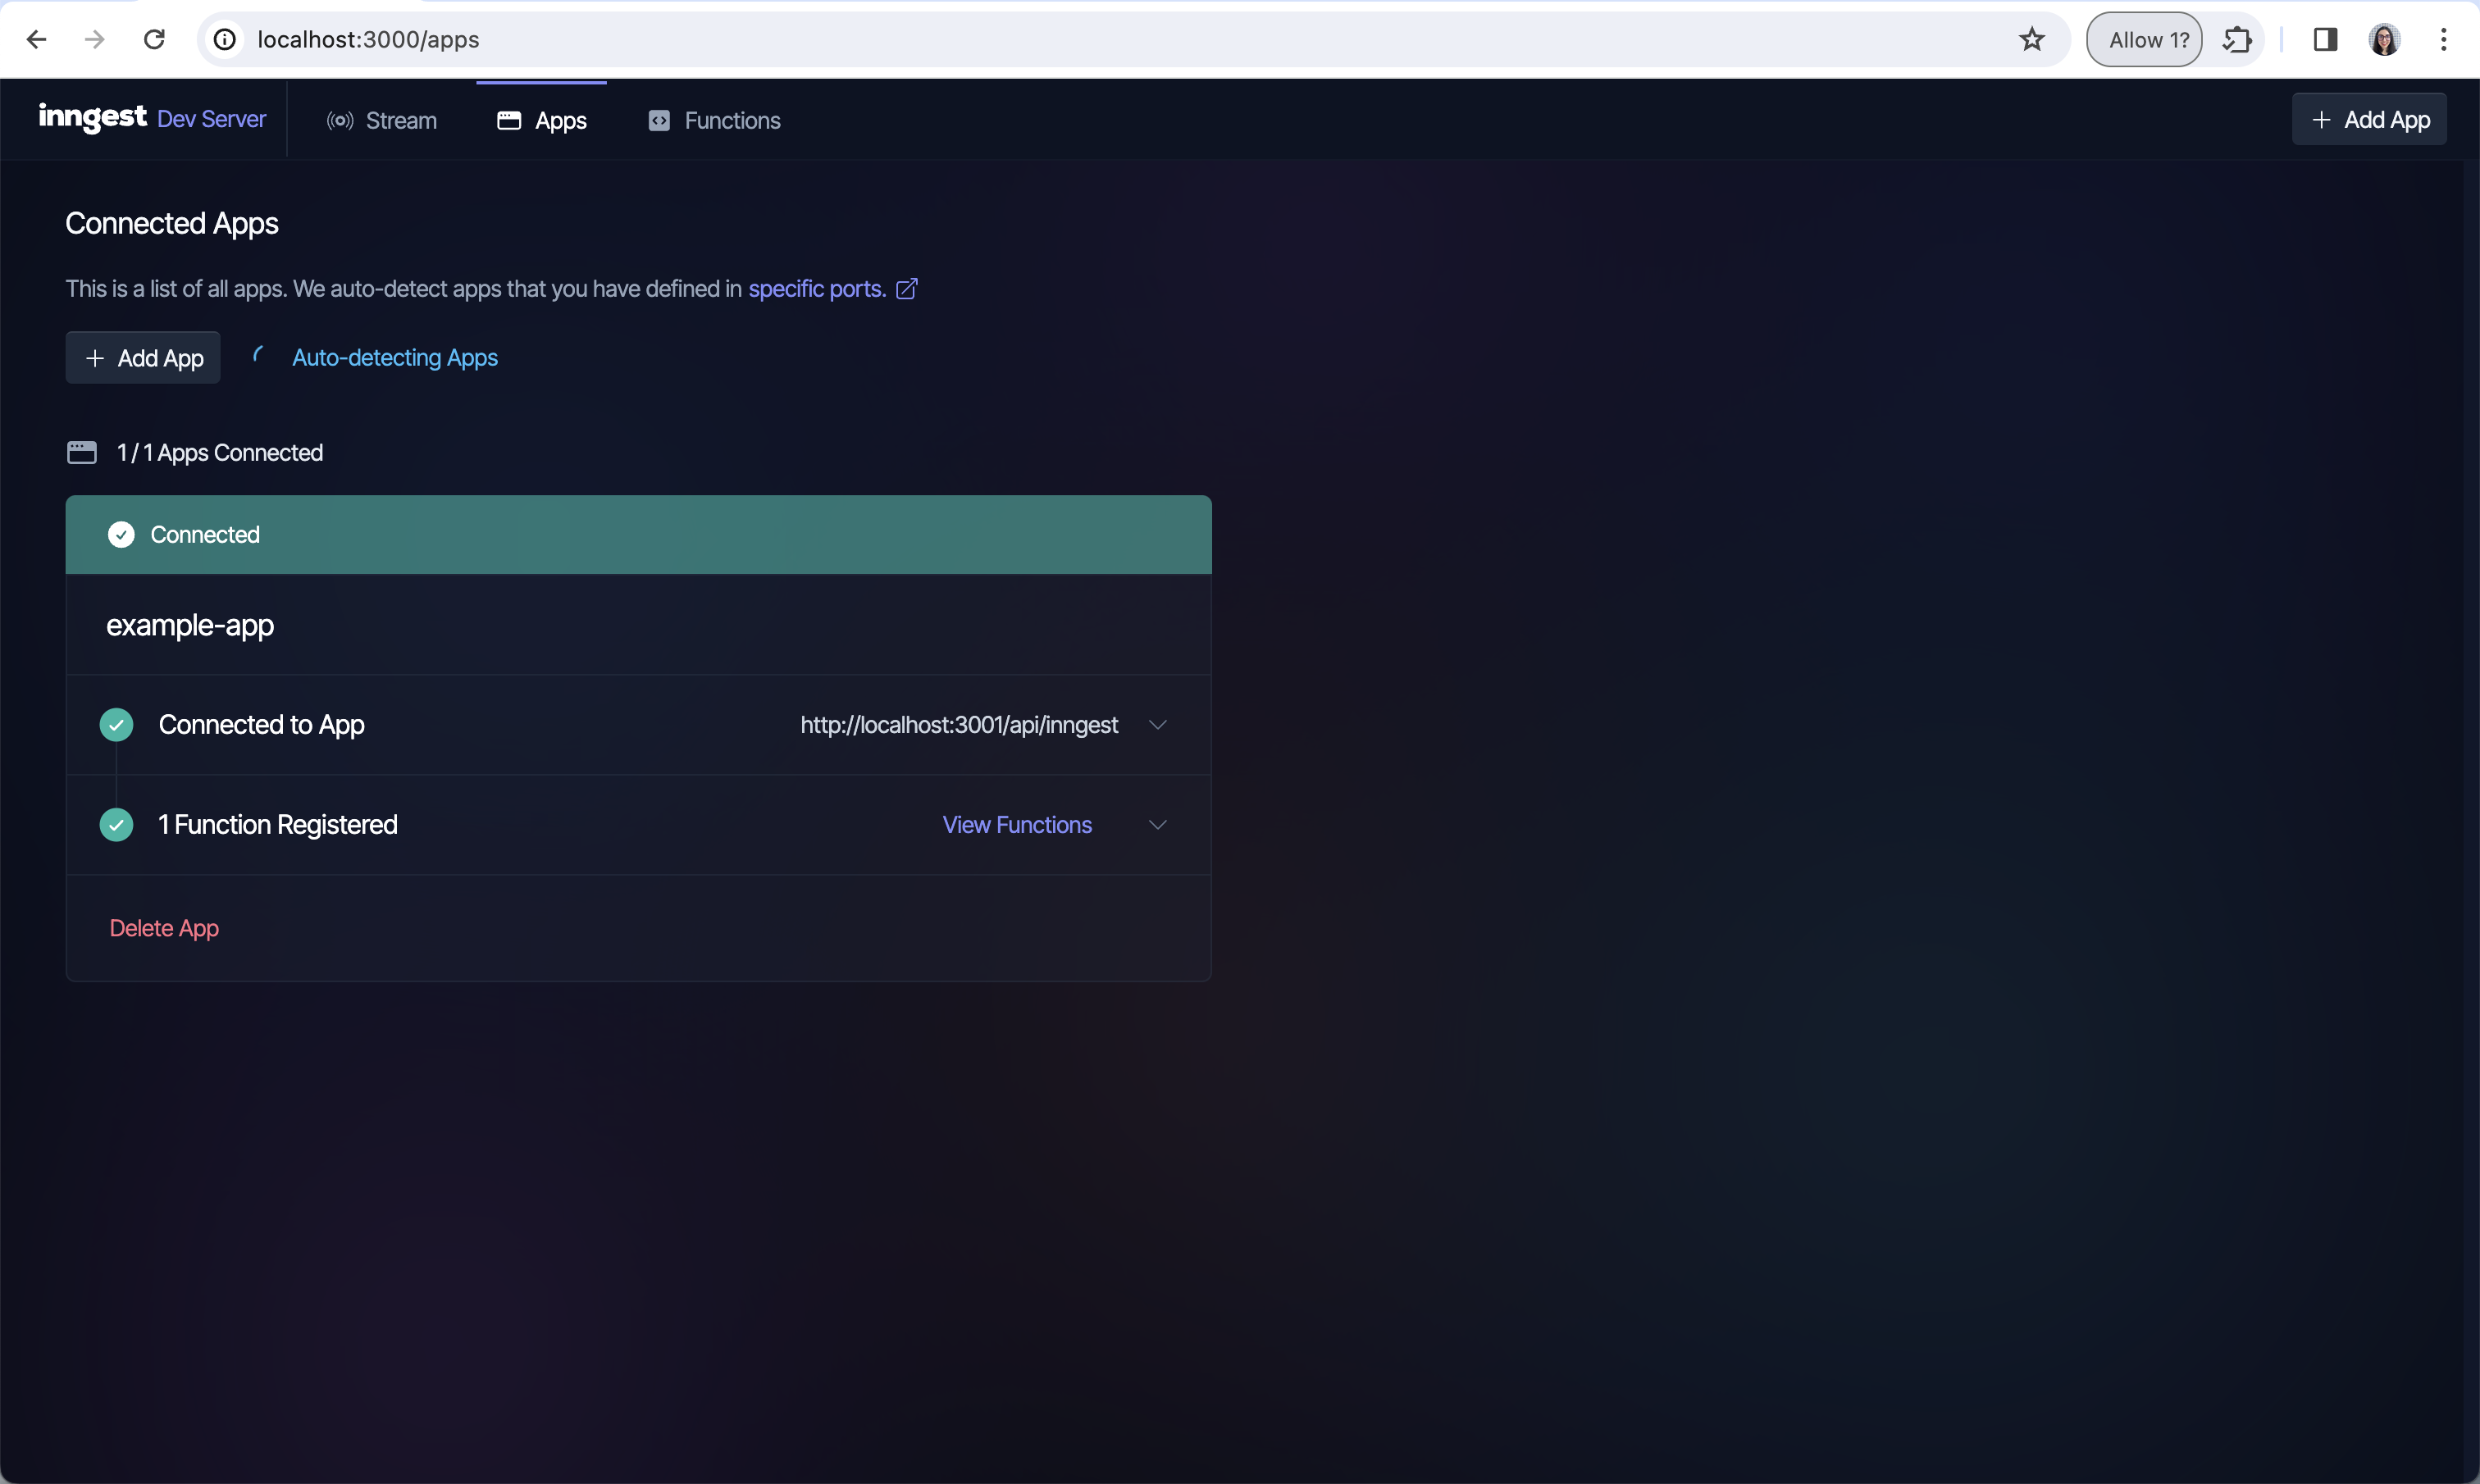 localhost:3000/apps
Allow 1?
inngest Dev Server
Stream
Apps
Functions
+ Add App
Connected Apps
This is a list of all apps. We auto-detect apps that you have defined in specific ports.
+ Add App
Auto-detecting Apps
1 / 1 Apps Connected
Connected
example-app
Connected to App
http://localhost:3001/api/inngest
1 Function Registered
View Functions
Delete App